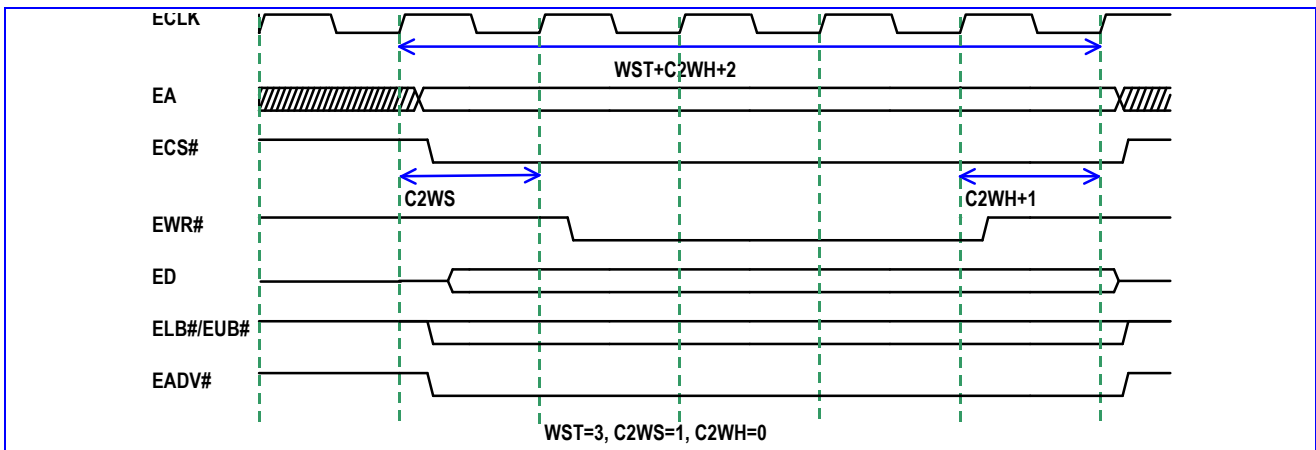 ECLK
WST+C2WH+2
EA
ECS#
C2WS
C2WH+1
EWR#
ED
ELB#/EUB#
EADV#
WST=3, C2WS=1, C2WH=0